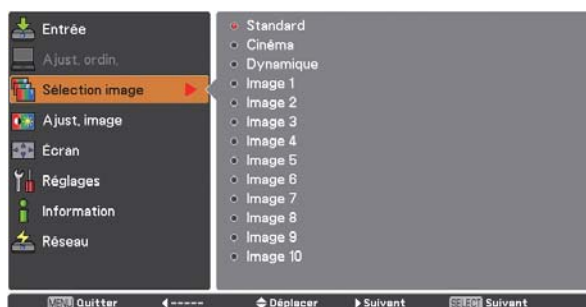 Entrée
Ajust. ordin.
Sélection image
Ajust. image
Écran
Réglages
Information
Réseau
Standard
Cinéma
Dynamique
Image 1
Image 2
Image 3
Image 4
Image 5
Image 6
Image 7
Image 8
Image 9
Image 10
MENU Quitter ----- Déplacer Suivant SELECT Suivant